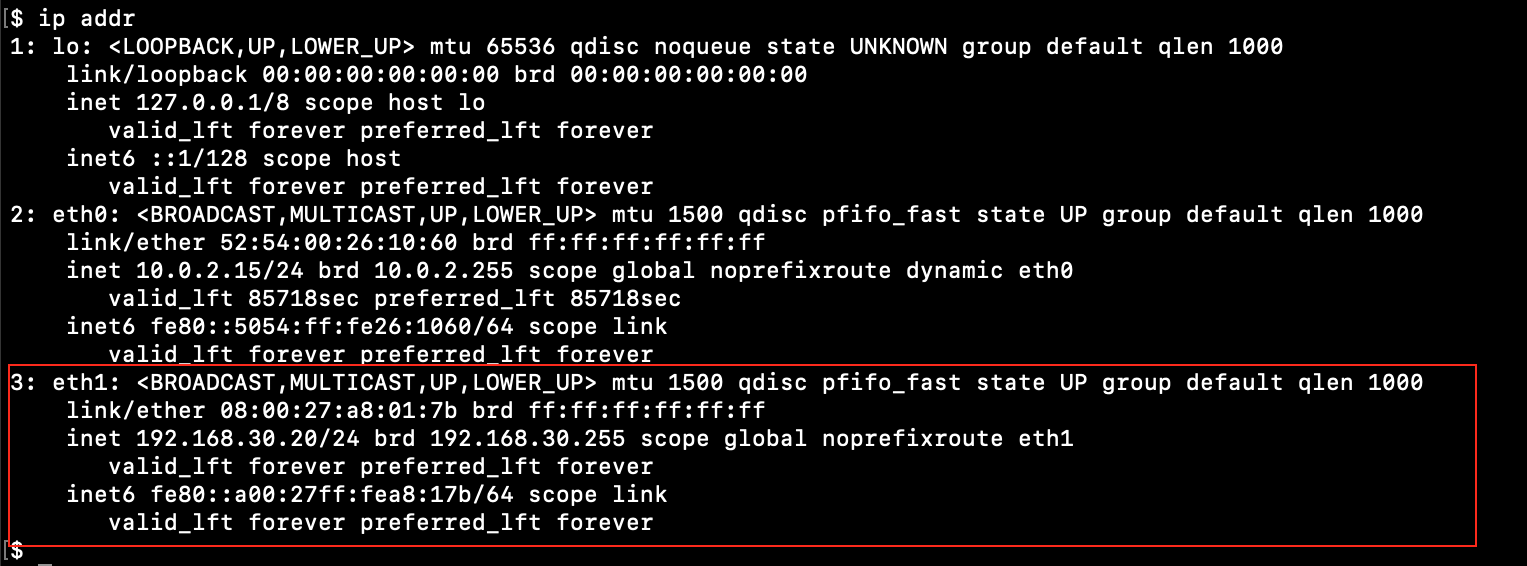 [$ ip addr
1: lo: <LOOPBACK,UP,LOWER_UP> mtu 65536 qdisc noqueue state UNKNOWN group default qlen 1000
    link/loopback 00:00:00:00:00:00 brd 00:00:00:00:00:00
    inet 127.0.0.1/8 scope host lo
       valid_lft forever preferred_lft forever
    inet6 ::1/128 scope host
       valid_lft forever preferred_lft forever
2: eth0: <BROADCAST,MULTICAST,UP,LOWER_UP> mtu 1500 qdisc pfifo_fast state UP group default qlen 1000
    link/ether 52:54:00:26:10:60 brd ff:ff:ff:ff:ff:ff
    inet 10.0.2.15/24 brd 10.0.2.255 scope global noprefixroute dynamic eth0
       valid_lft 85718sec preferred_lft 85718sec
    inet6 fe80::5054:ff:fe26:1060/64 scope link
       valid_lft forever preferred_lft forever
3: eth1: <BROADCAST,MULTICAST,UP,LOWER_UP> mtu 1500 qdisc pfifo_fast state UP group default qlen 1000
    link/ether 08:00:27:a8:01:7b brd ff:ff:ff:ff:ff:ff
    inet 192.168.30.20/24 brd 192.168.30.255 scope global noprefixroute eth1
       valid_lft forever preferred_lft forever
    inet6 fe80::a00:27ff:fea8:17b/64 scope link
       valid_lft forever preferred_lft forever
[$